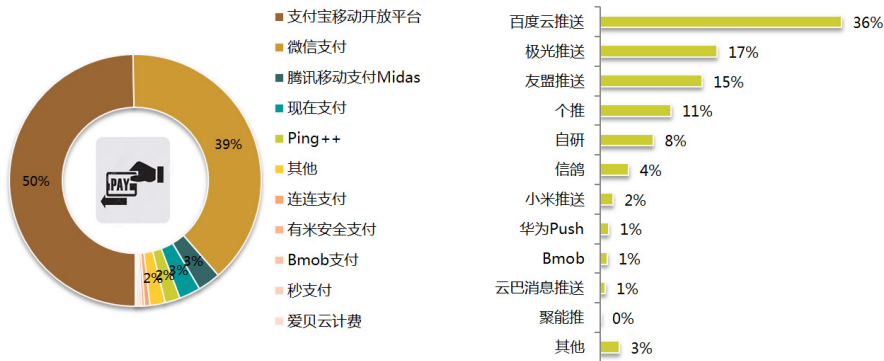 50%
39%
3%
3%
2%
2%
PAY
支付宝移动开放平台
微信支付
腾讯移动支付Midas
现在支付
Ping++
其他
连连支付
有米安全支付
Bmob支付
秒支付
爱贝云计费
百度云推送 36%
极光推送 17%
友盟推送 15%
个推 11%
自研 8%
信鸽 4%
小米推送 2%
华为Push 1%
Bmob 1%
云巴消息推送 1%
聚能推 0%
其他 3%